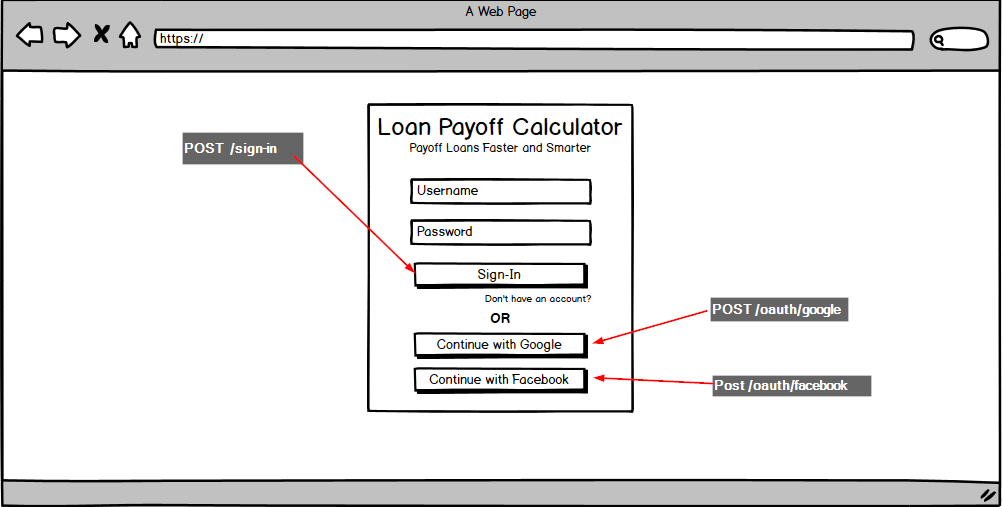 A Web Page
https://
Loan Payoff Calculator
Payoff Loans Faster and Smarter
POST /sign-in
Username
Password
Sign-In
Don't have an account?
OR
POST /oauth/google
Continue with Google
Continue with Facebook
Post /oauth/facebook